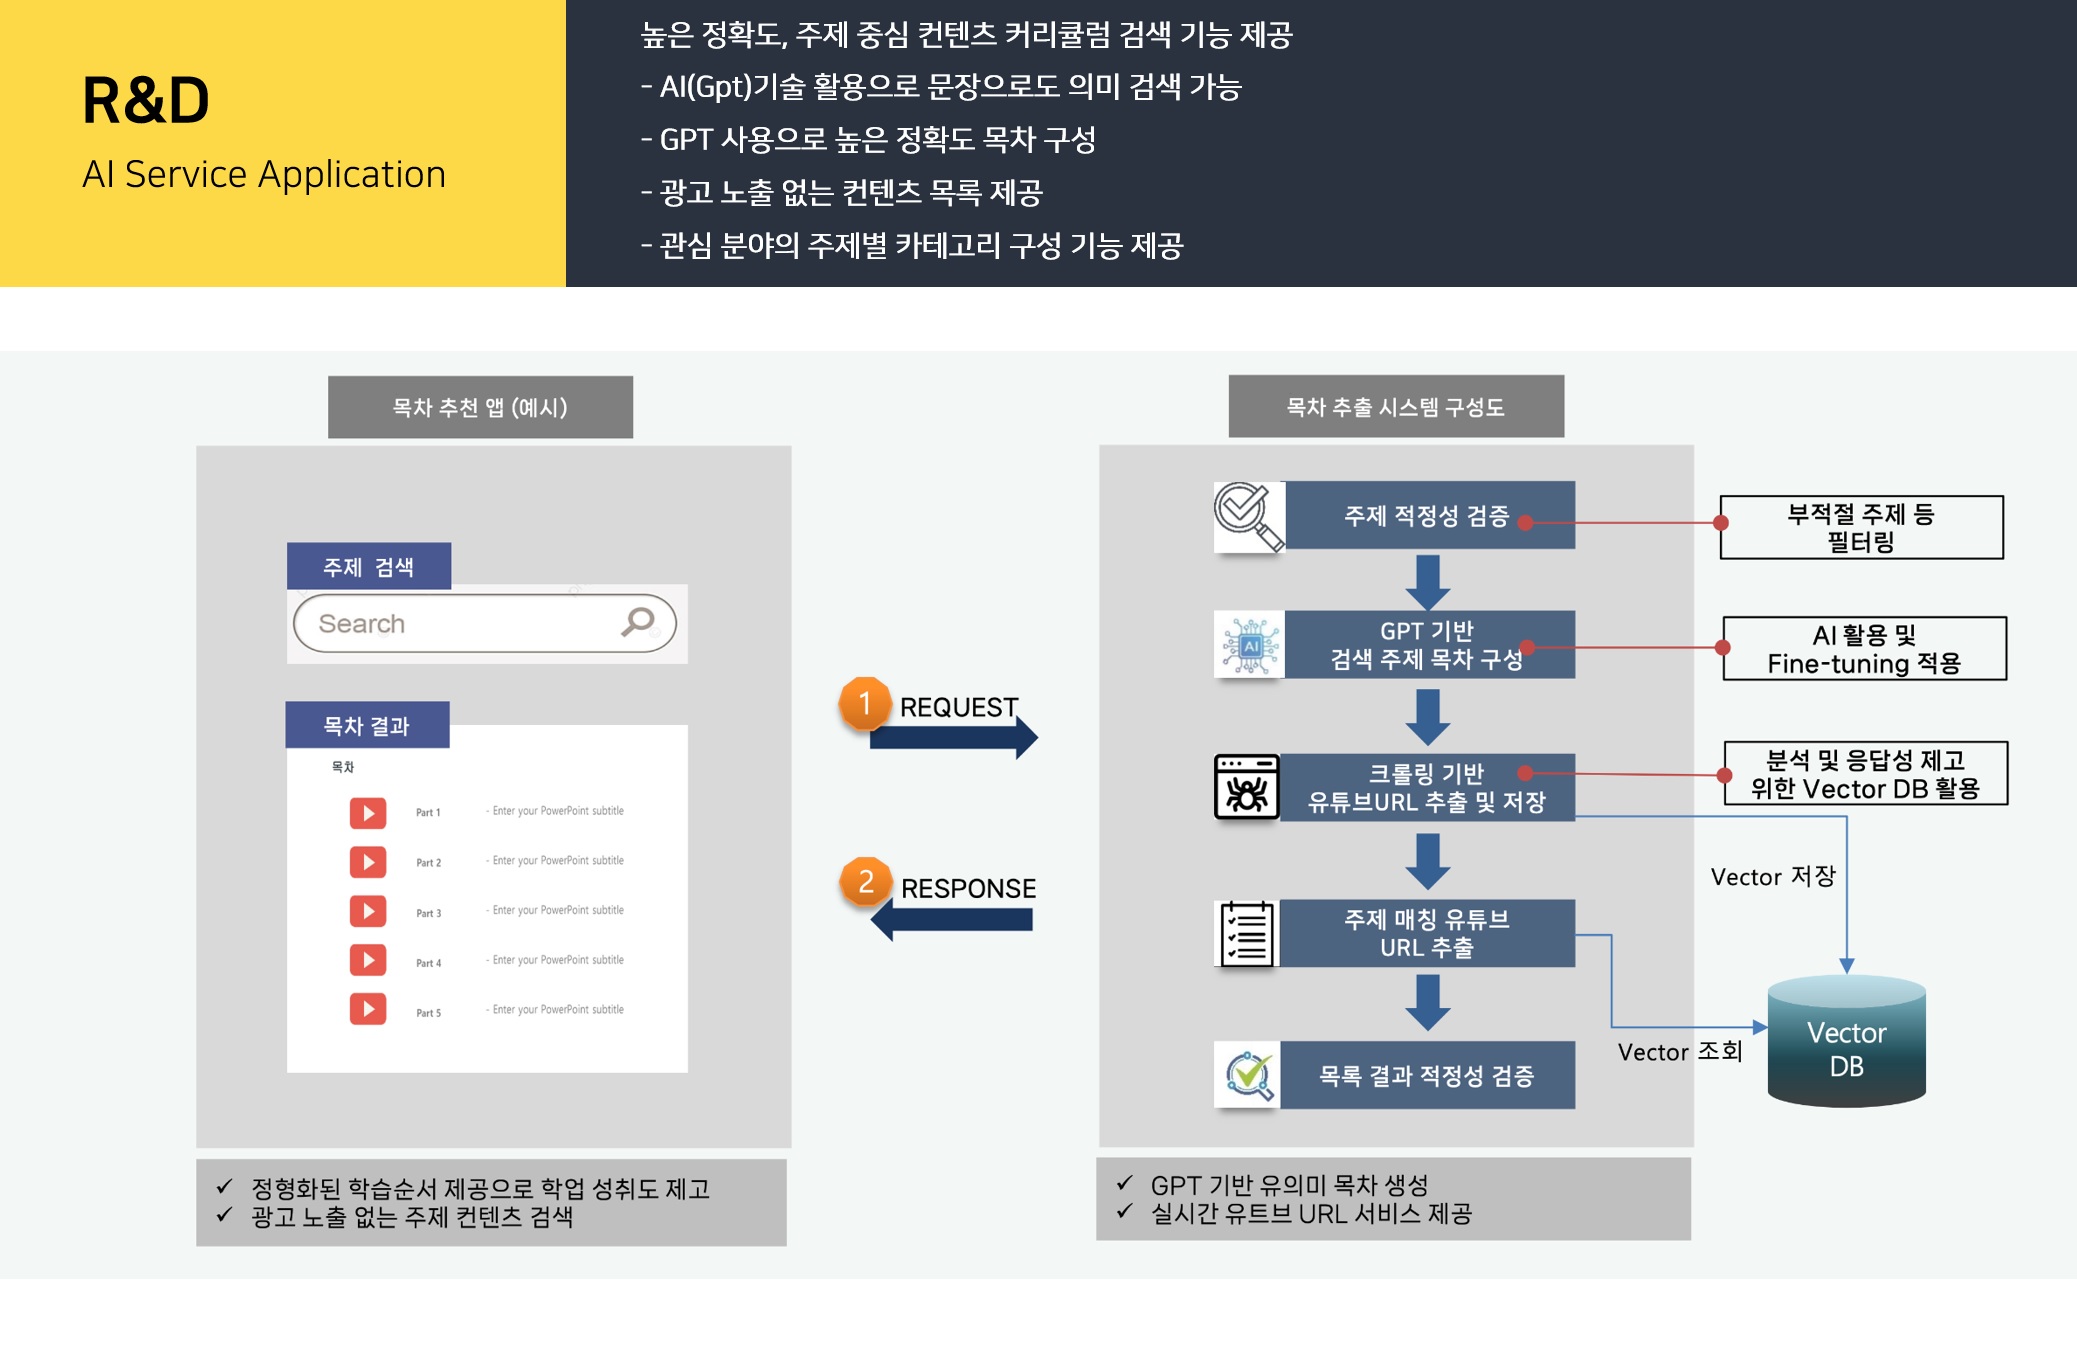 R&D
AI Service Application
높은 정확도, 주제 중심 컨텐츠 커리큘럼 검색 기능 제공
- AI(Gpt)기술 활용으로 문장으로도 의미 검색 가능
- GPT 사용으로 높은 정확도 목차 구성
- 광고 노출 없는 컨텐츠 목록 제공
- 관심 분야의 주제별 카테고리 구성 기능 제공
목차 추천 앱 (예시)
주제 검색
Search
목차 결과
목차
Part 1 - Enter your PowerPoint subtitle
Part 2 - Enter your PowerPoint subtitle
Part 3 - Enter your PowerPoint subtitle
Part 4 - Enter your PowerPoint subtitle
Part 5 - Enter your PowerPoint subtitle
✓ 정형화된 학습순서 제공으로 학업 성취도 제고
✓ 광고 노출 없는 주제 컨텐츠 검색
1 REQUEST
2 RESPONSE
목차 추출 시스템 구성도
주제 적정성 검증
부적절 주제 등
필터링
GPT 기반
검색 주제 목차 구성
AI 활용 및
Fine-tuning 적용
크롤링 기반
유튜브URL 추출 및 저장
분석 및 응답성 제고
위한 Vector DB 활용
Vector 저장
주제 매칭 유튜브
URL 추출
Vector 조회
Vector
DB
목록 결과 적정성 검증
✓ GPT 기반 유의미 목차 생성
✓ 실시간 유트브 URL 서비스 제공
AI